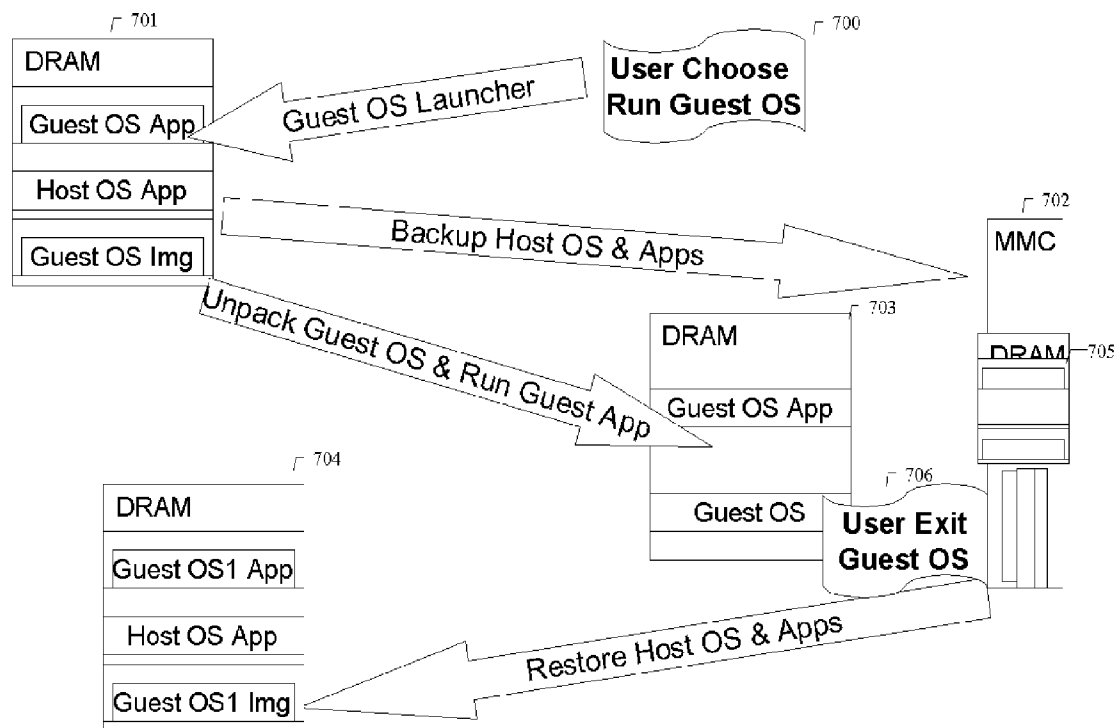 701
DRAM
Guest OS App
Host OS App
Guest OS Img
Guest OS Launcher
700
User Choose
Run Guest OS
Backup Host OS & Apps
702
MMC
Unpack Guest OS & Run Guest App
703
DRAM
Guest OS App
Guest OS
DRAM
705
706
User Exit
Guest OS
704
DRAM
Guest OS1 App
Host OS App
Guest OS1 Img
Restore Host OS & Apps